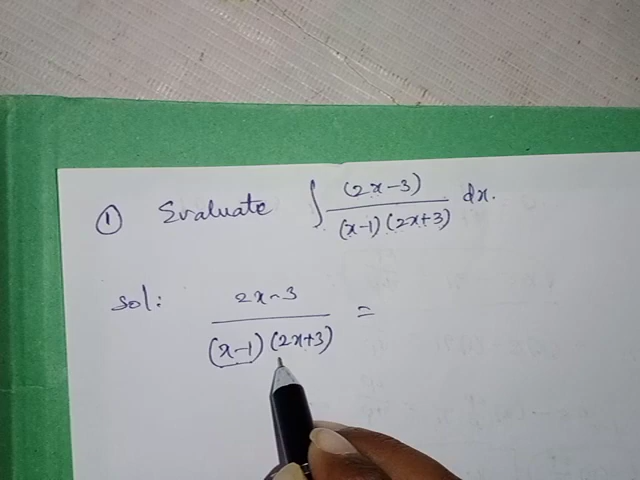 ① Evaluate ∫ (2x-3) / (x-1)(2x+3) dx.
Sol: 2x-3 / (x-1)(2x+3) =